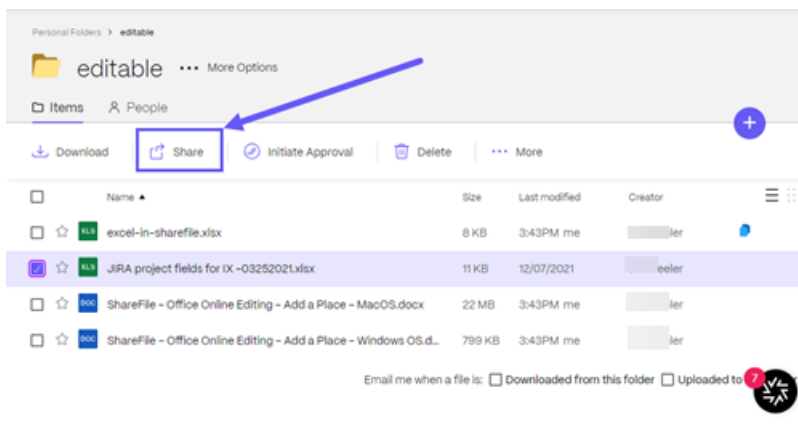 Personal Folders > editable
editable ••• More Options
Items People
+
Download Share Initiate Approval Delete ••• More
Name ▲ Size Last modified Creator
XLS excel-in-sharefile.xlsx 8 KB 3:43PM me ler
XLS JIRA project fields for IX -03252021.xlsx 11 KB 12/07/2021 eeler
DOC ShareFile - Office Online Editing - Add a Place - MacOS.docx 22 MB 3:43PM me ler
DOC ShareFile - Office Online Editing - Add a Place - Windows OS.d... 799 KB 3:43PM me ler
Email me when a file is: Downloaded from this folder Uploaded to
7